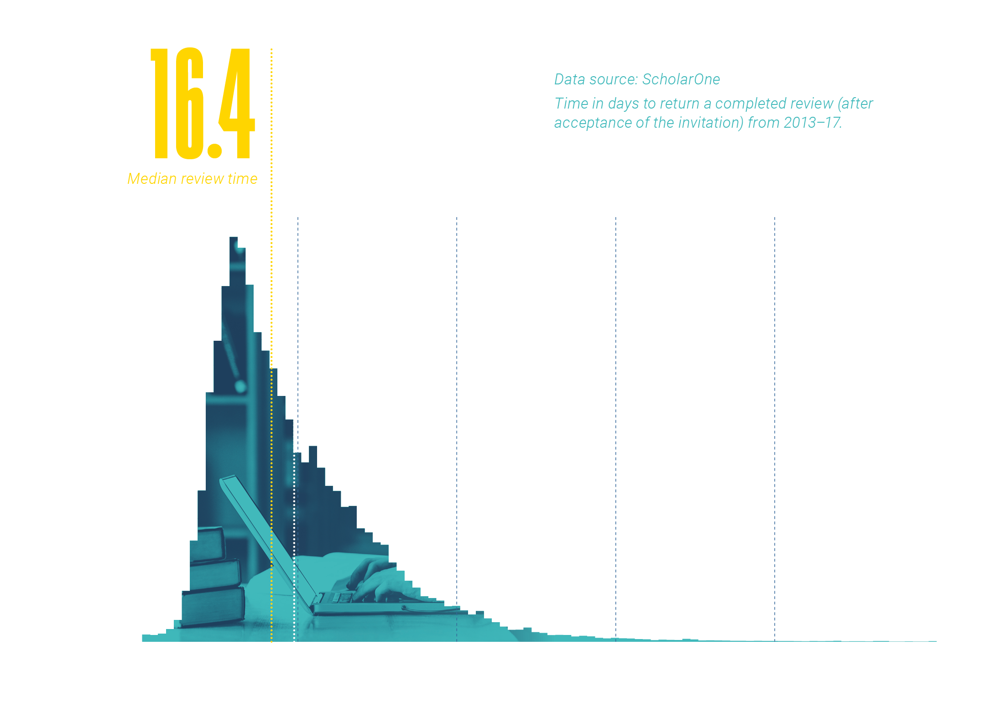 16.4
Median review time
Data source: ScholarOne
Time in days to return a completed review (after
acceptance of the invitation) from 2013–17.